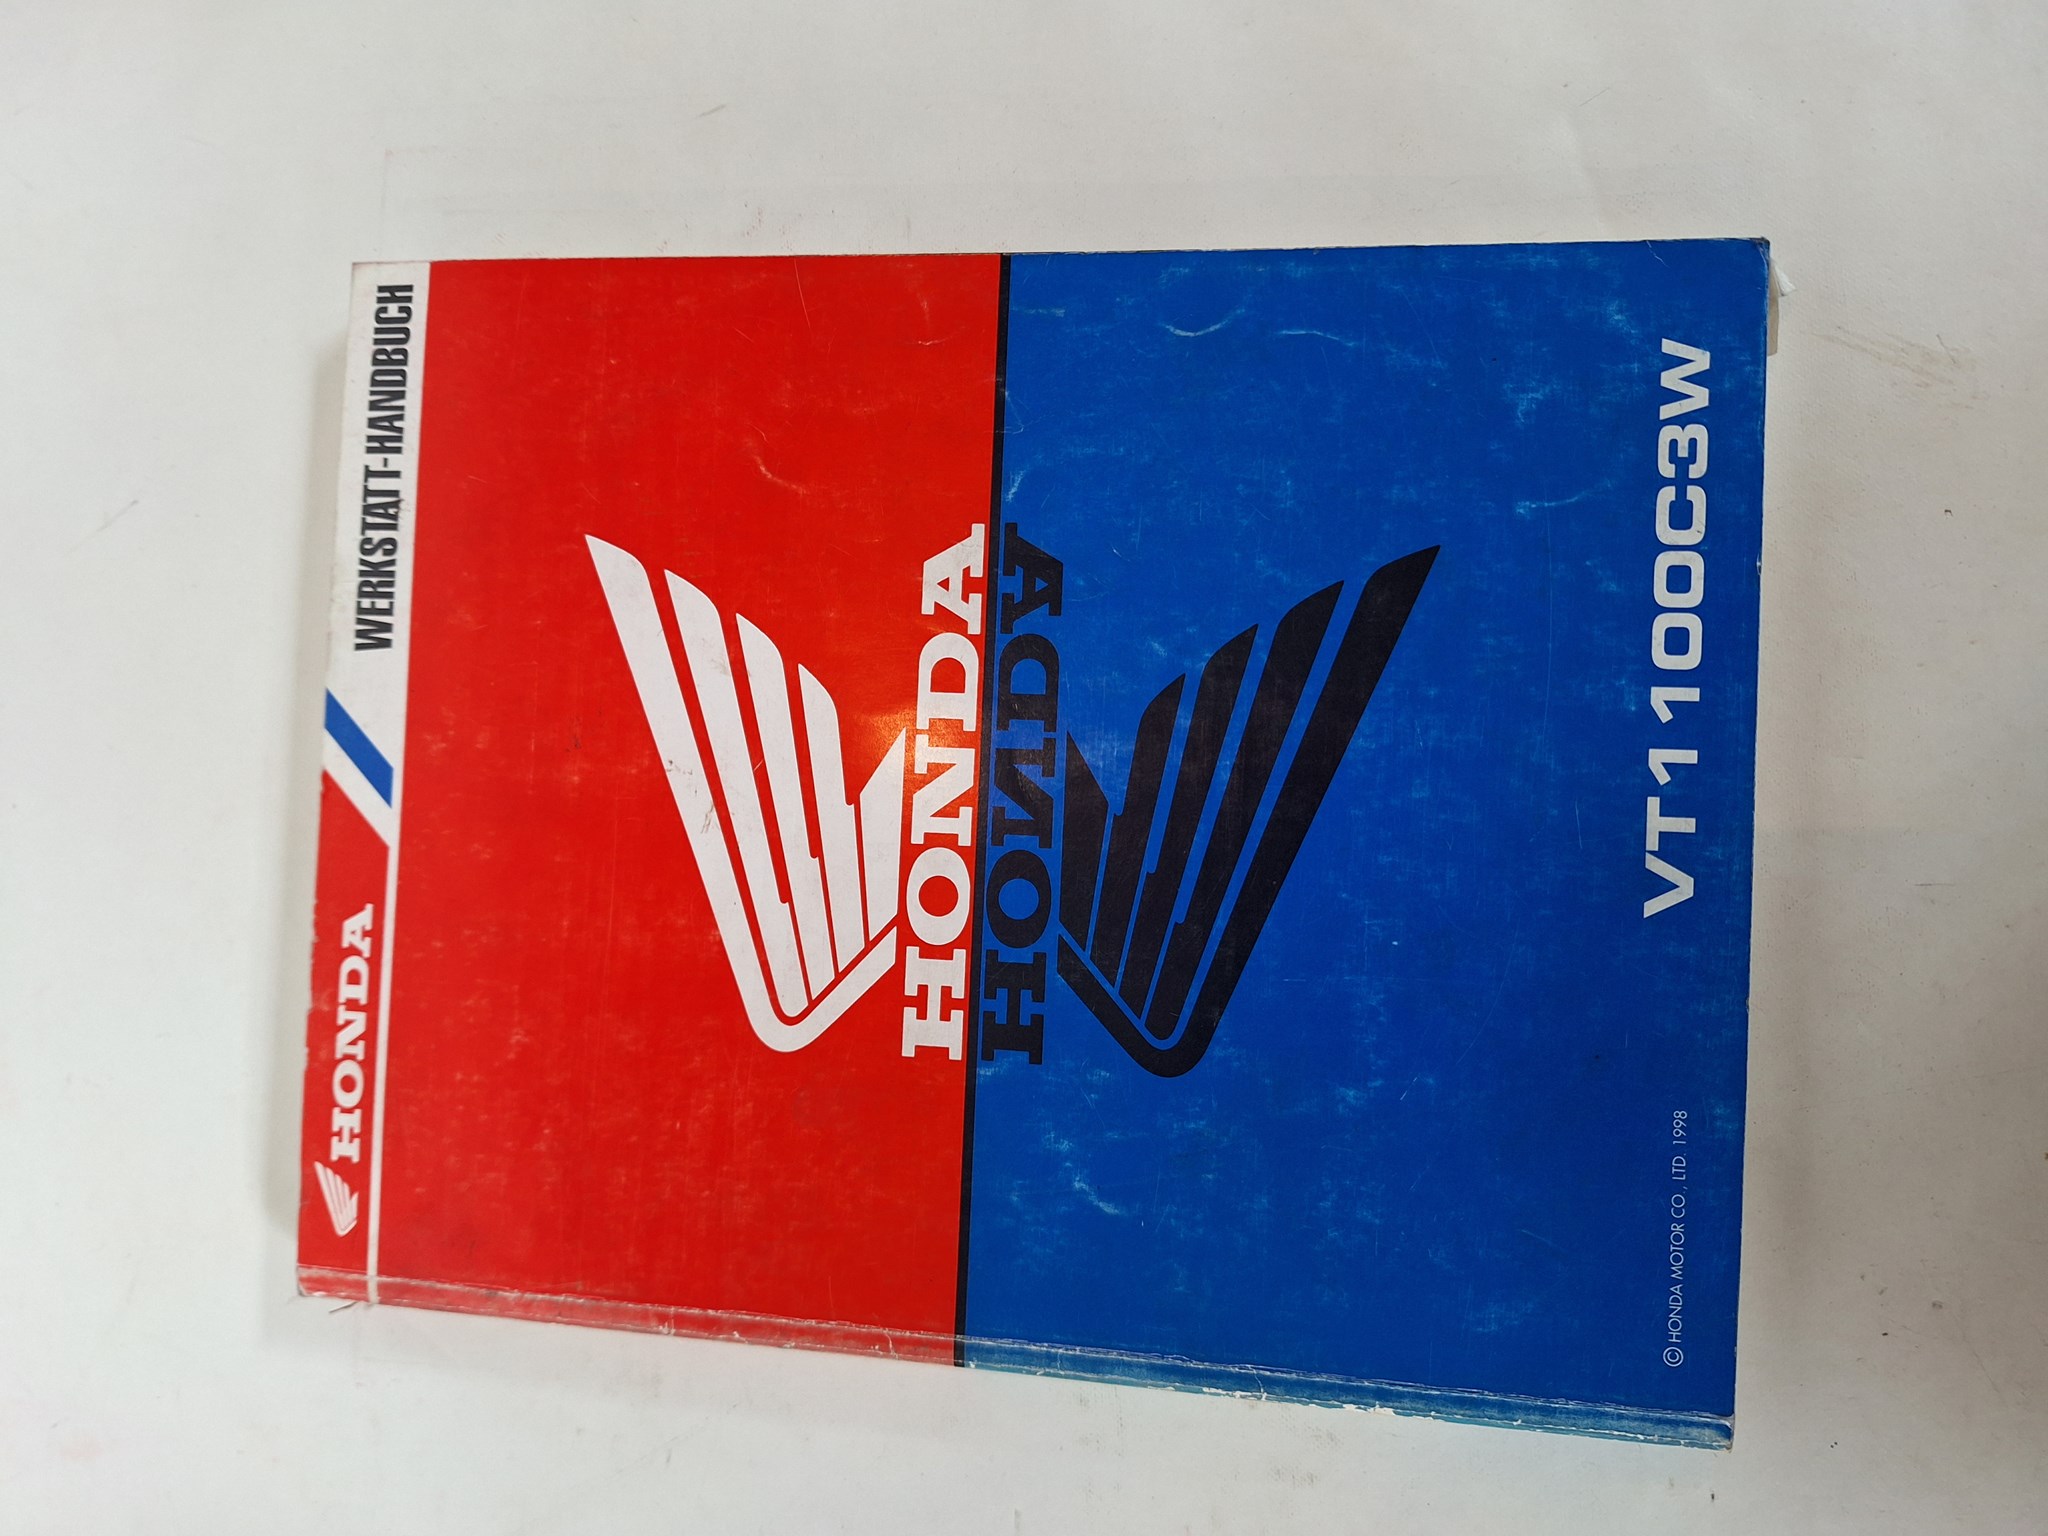 HONDA
WERKSTATT-HANDBUCH
HONDA
HONDA
VT1100C3W
© HONDA MOTOR CO., LTD. 1998